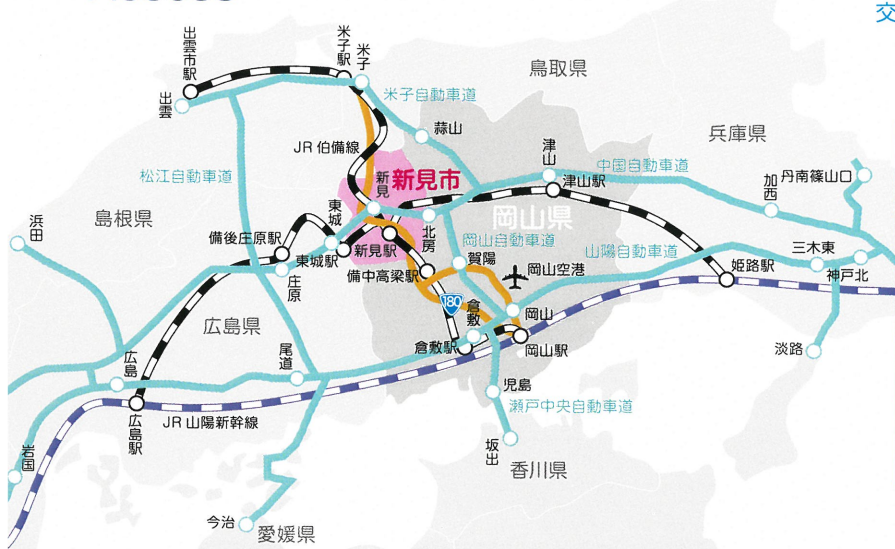 交
出雲市駅
米子駅
米子
鳥取県
出雲
米子自動車道
蒜山
兵庫県
JR伯備線
津山
中国自動車道
松江自動車道
新見
新見市
津山駅
加西
丹南篠山口
浜田
島根県
東城
岡山県
備後庄原駅
北房
岡山自動車道
山陽自動車道
三木東
東城駅
新見駅
賀陽
岡山空港
姫路駅
神戸北
庄原
備中高梁駅
180
広島県
倉敷
岡山
倉敷駅
岡山駅
淡路
広島
尾道
児島
広島駅
JR山陽新幹線
瀬戸中央自動車道
岩国
坂出
香川県
今治
愛媛県